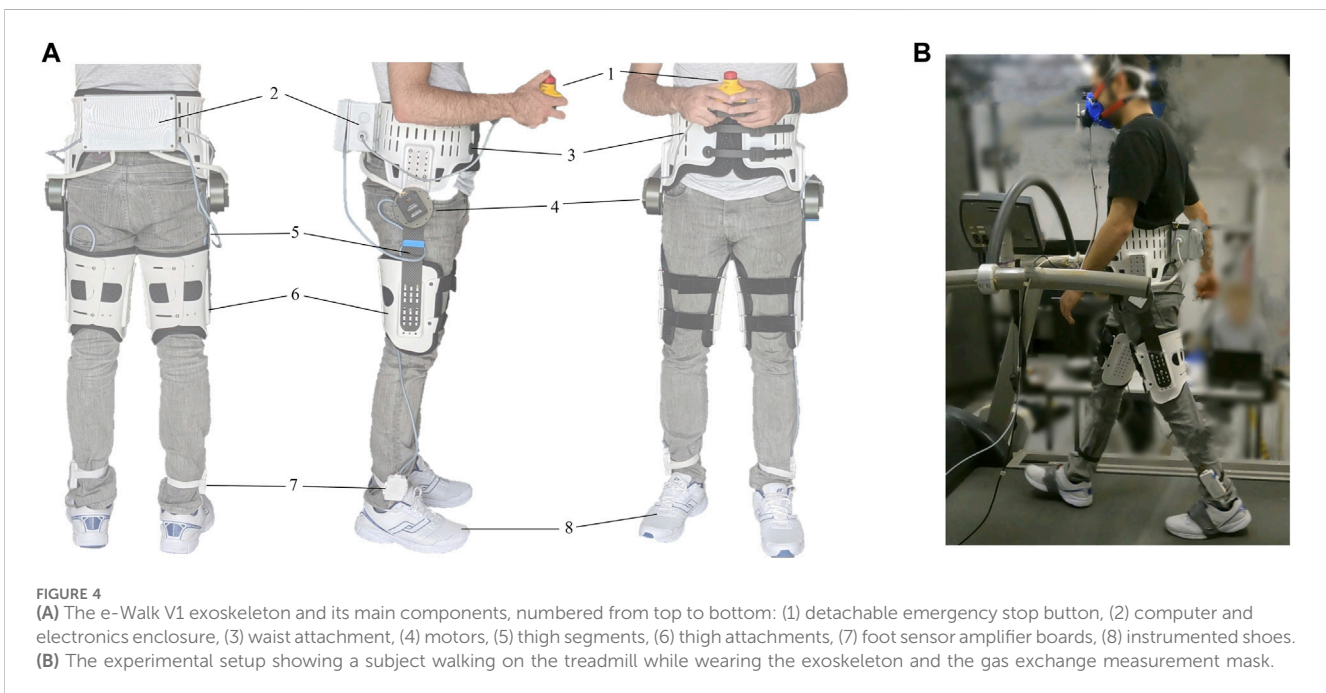 A
B
1
2
3
4
5
6
7
8
FIGURE 4
(A) The e-Walk V1 exoskeleton and its main components, numbered from top to bottom: (1) detachable emergency stop button, (2) computer and
electronics enclosure, (3) waist attachment, (4) motors, (5) thigh segments, (6) thigh attachments, (7) foot sensor amplifier boards, (8) instrumented shoes.
(B) The experimental setup showing a subject walking on the treadmill while wearing the exoskeleton and the gas exchange measurement mask.